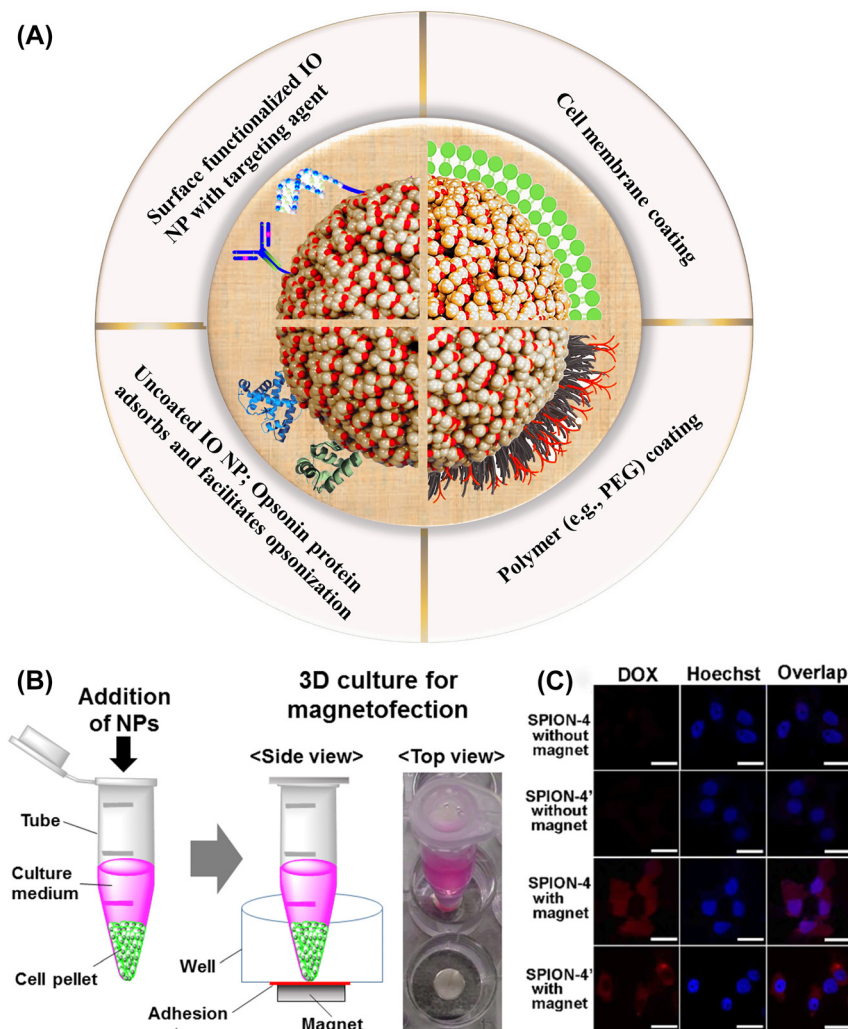 (A)
Surface functionalized IO
NP with targeting agent
Cell membrane coating
Uncoated IO NP; Opsonin protein
adsorbs and facilitates opsonization
Polymer (e.g., PEG) coating
(B)
Addition
of NPs
Tube
Culture
medium
Cell pellet
3D culture for
magnetofection
<Side view>
<Top view>
Well
Adhesion
Magnet
(C)
DOX
Hoechst
Overlap
SPION-4
without
magnet
SPION-4'
without
magnet
SPION-4
with
magnet
SPION-4'
with
magnet